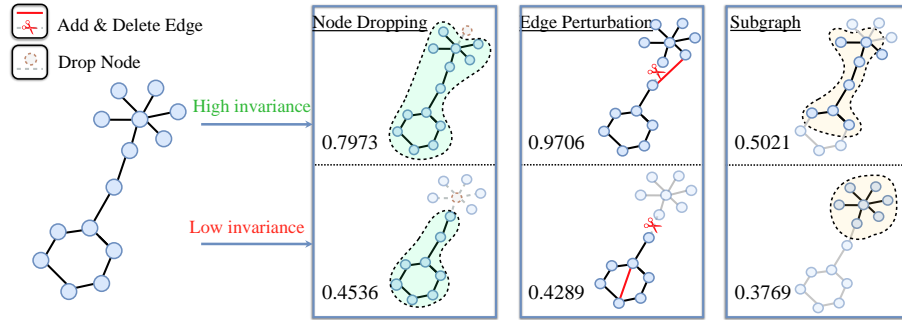 Add & Delete Edge
Drop Node
High invariance
Low invariance
Node Dropping
0.7973
0.4536
Edge Perturbation
0.9706
0.4289
Subgraph
0.5021
0.3769